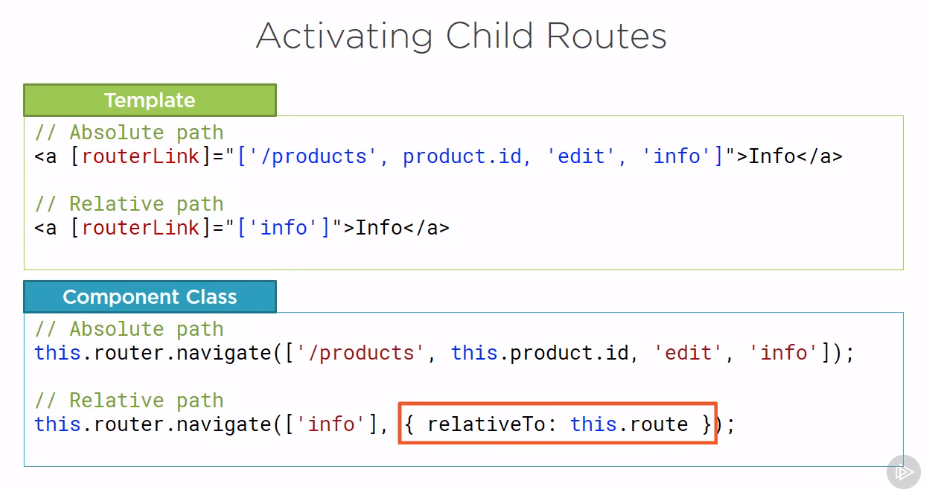 Activating Child Routes
Template
// Absolute path
<a [routerLink]="['/products', product.id, 'edit', 'info']">Info</a>
// Relative path
<a [routerLink]="['info']">Info</a>
Component Class
// Absolute path
this.router.navigate(['/products', this.product.id, 'edit', 'info']);
// Relative path
this.router.navigate(['info'], { relativeTo: this.route });